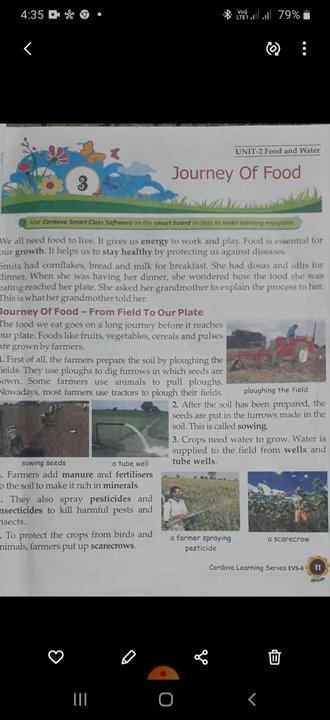 4:35
Vo)) LTE1 79%
UNIT-2 Food and Water
3
Journey Of Food
Use Cordova Smart Class Software on the smart board in class to make learning enjoyable
We all need food to live. It gives us energy to work and play. Food is essential for
our growth. It helps us to stay healthy by protecting us against diseases.
Smita had cornflakes, bread and milk for breakfast. She had dosas and idlis for
dinner. When she was having her dinner, she wondered how the food she was
eating reached her plate. She asked her grandmother to explain the process to her.
This is what her grandmother told her.
Journey Of Food – From Field To Our Plate
The food we eat goes on a long journey before it reaches
our plate. Foods like fruits, vegetables, cereals and pulses
are grown by farmers.
1. First of all, the farmers prepare the soil by ploughing the
fields. They use ploughs to dig furrows in which seeds are
sown. Some farmers use animals to pull ploughs.
Nowadays, most farmers use tractors to plough their fields.
ploughing the field
2. After the soil has been prepared, the
seeds are put in the furrows made in the
soil. This is called sowing.
3. Crops need water to grow. Water is
supplied to the field from wells and
tube wells.
sowing seeds
a tube well
. Farmers add manure and fertilisers
to the soil to make it rich in minerals.
. They also spray pesticides and
insecticides to kill harmful pests and
insects.
. To protect the crops from birds and
animals, farmers put up scarecrows.
a farmer spraying
pesticide
a scarecrow
Cordova Learning Series EVS-4 11